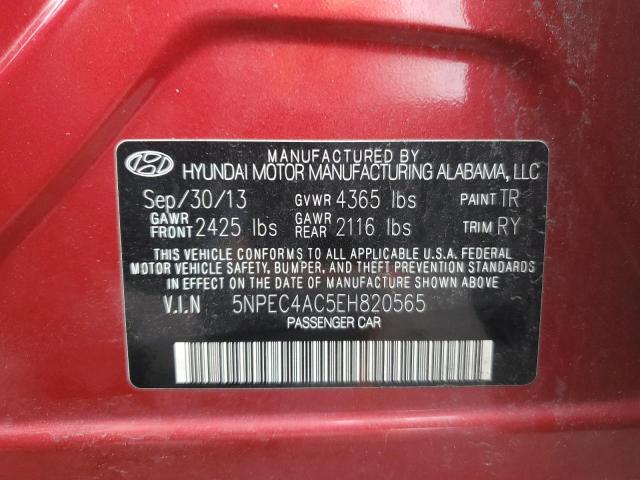 MANUFACTURED BY
HYUNDAI MOTOR MANUFACTURING ALABAMA, LLC
Sep/30/13 GVWR 4365 lbs PAINT TR
GAWR FRONT 2425 lbs GAWR REAR 2116 lbs TRIM RY
THIS VEHICLE CONFORMS TO ALL APPLICABLE U.S.A. FEDERAL
MOTOR VEHICLE SAFETY, BUMPER, AND THEFT PREVENTION STANDARDS
IN EFFECT ON THE DATE OF MANUFACTURE SHOWN ABOVE
V.I.N 5NPEC4AC5EH820565
PASSENGER CAR